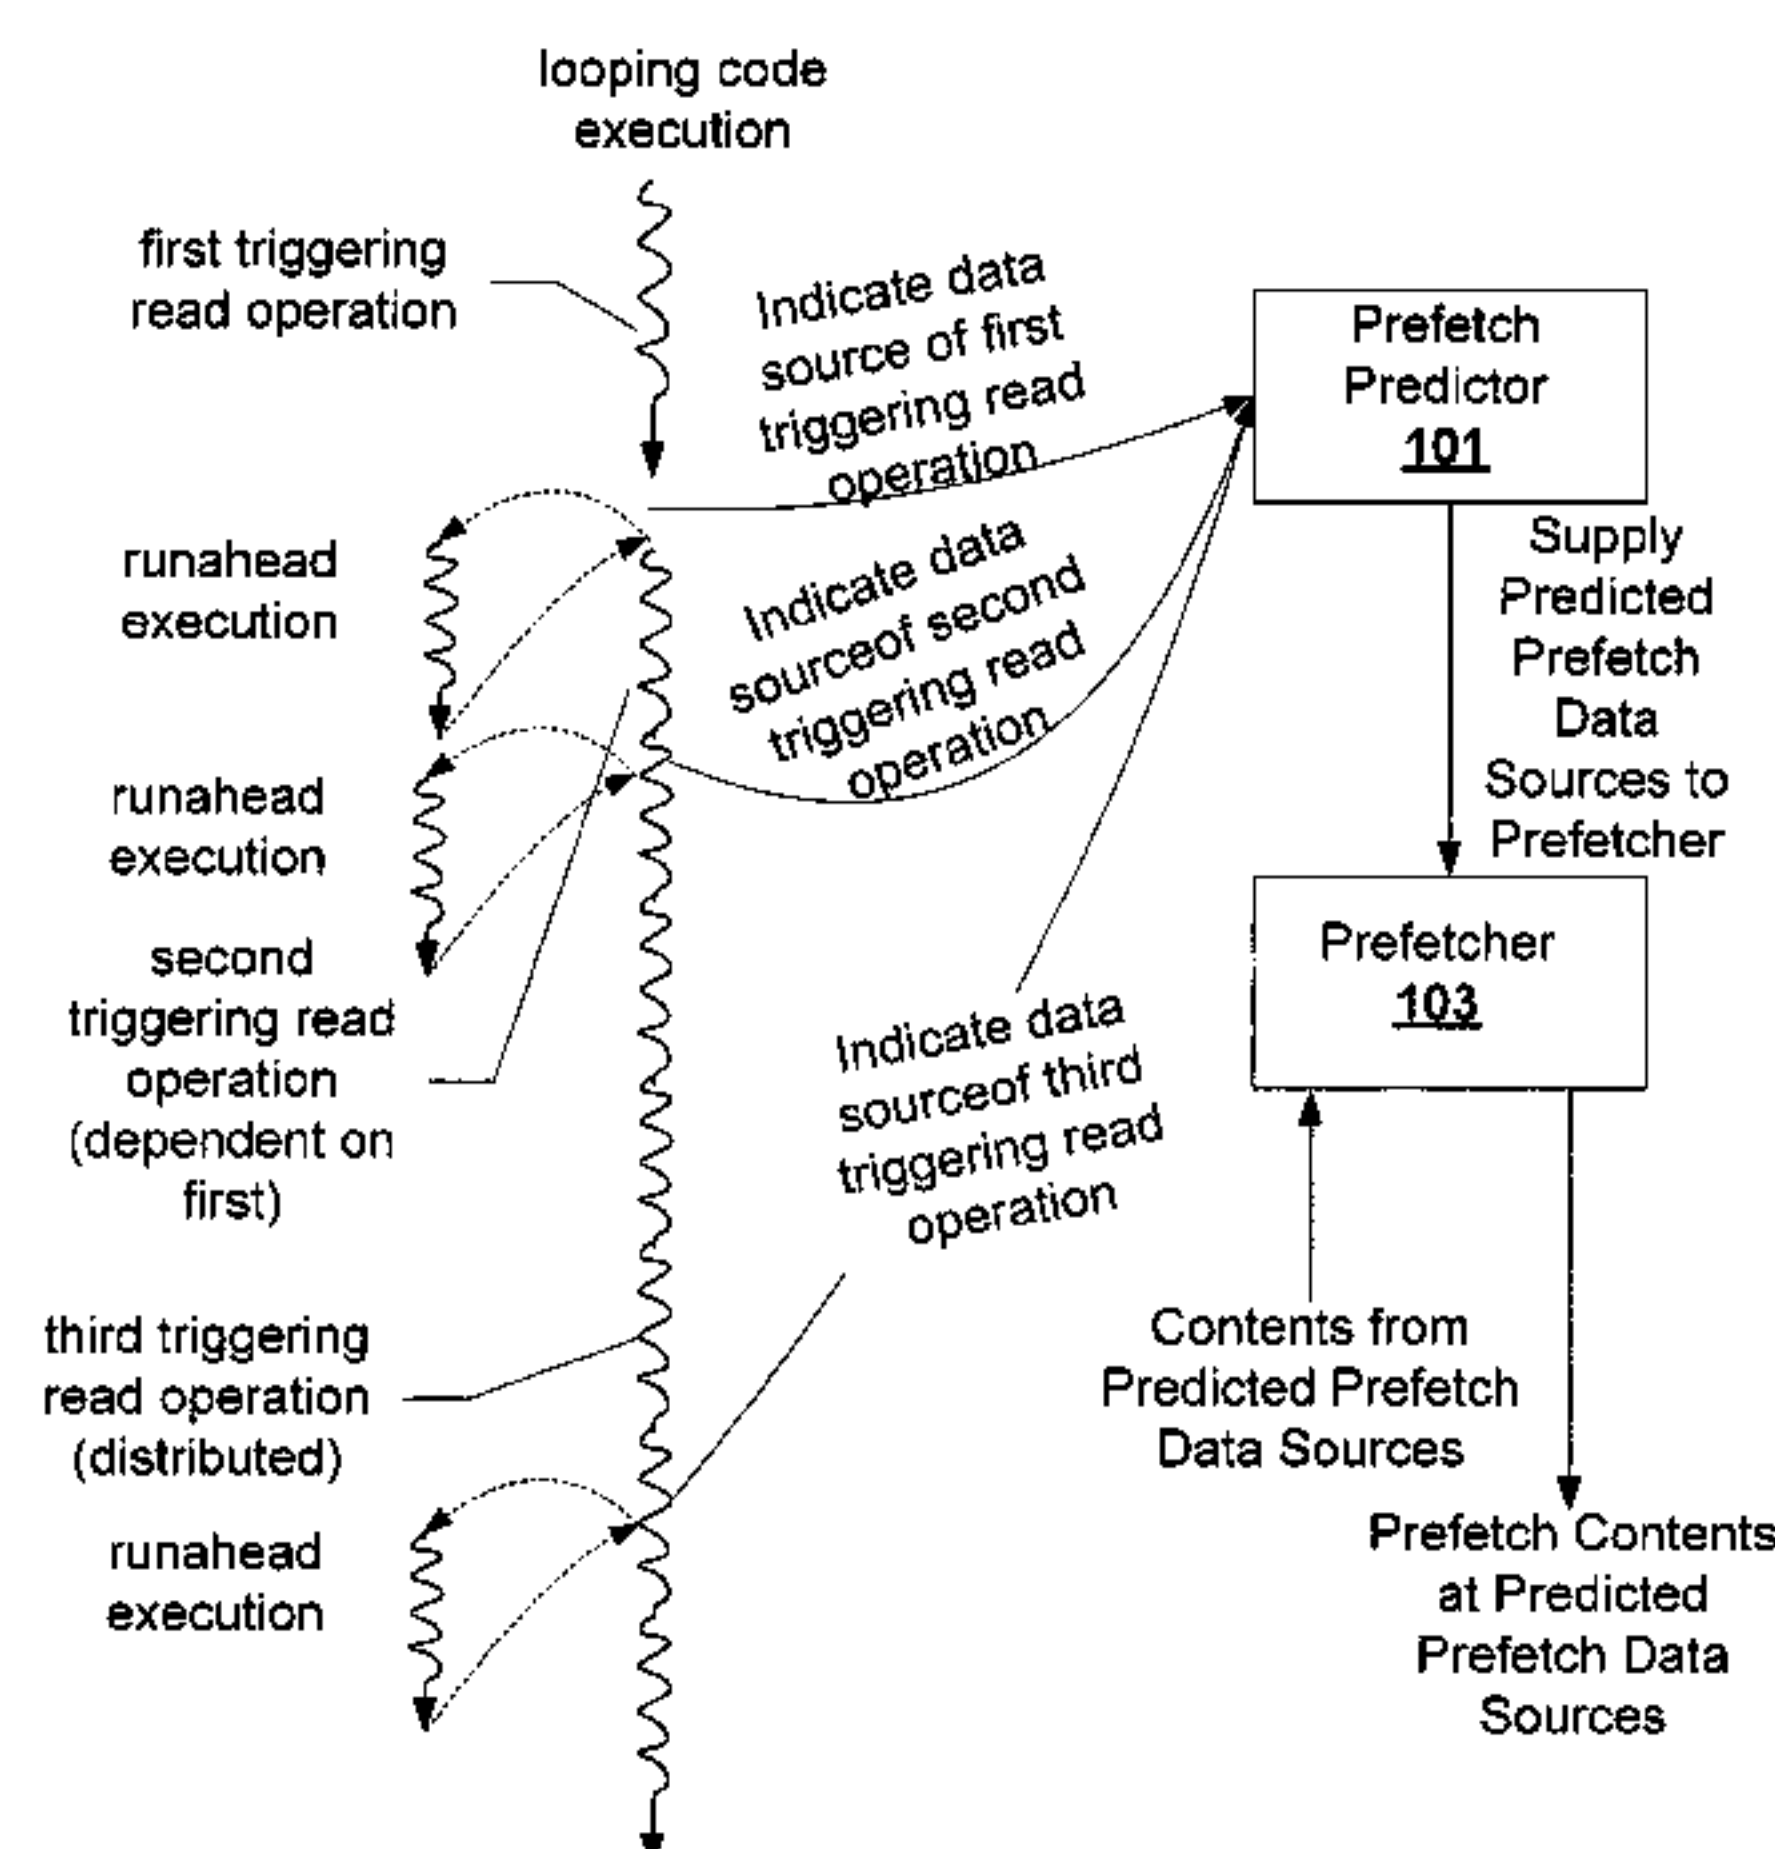 looping code
execution
first triggering
read operation
Indicate data
source of first
triggering read
operation
Prefetch
Predictor
101
runahead
execution
Indicate data
sourceof second
triggering read
operation
Supply
Predicted
Prefetch
Data
Sources to
Prefetcher
runahead
execution
second
triggering read
operation
(dependent on
first)
Prefetcher
103
Indicate data
sourceof third
triggering read
operation
third triggering
read operation
(distributed)
Contents from
Predicted Prefetch
Data Sources
runahead
execution
Prefetch Contents
at Predicted
Prefetch Data
Sources